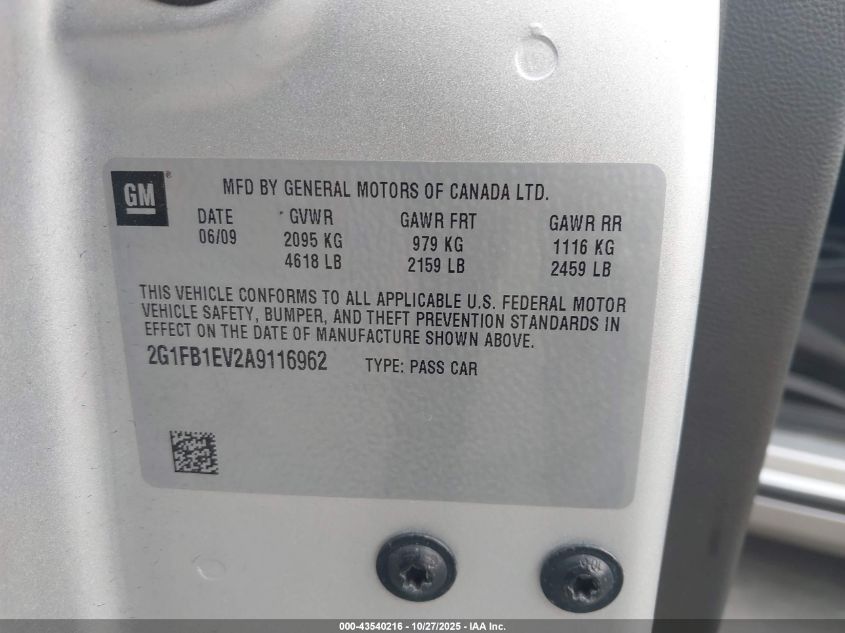 GM®
MFD BY GENERAL MOTORS OF CANADA LTD.
DATE GVWR GAWR FRT GAWR RR
06/09 2095 KG 979 KG 1116 KG
4618 LB 2159 LB 2459 LB
THIS VEHICLE CONFORMS TO ALL APPLICABLE U.S. FEDERAL MOTOR
VEHICLE SAFETY, BUMPER, AND THEFT PREVENTION STANDARDS IN
EFFECT ON THE DATE OF MANUFACTURE SHOWN ABOVE.
2G1FB1EV2A9116962 TYPE: PASS CAR
000-43540216 - 10/27/2025 - IAA Inc.